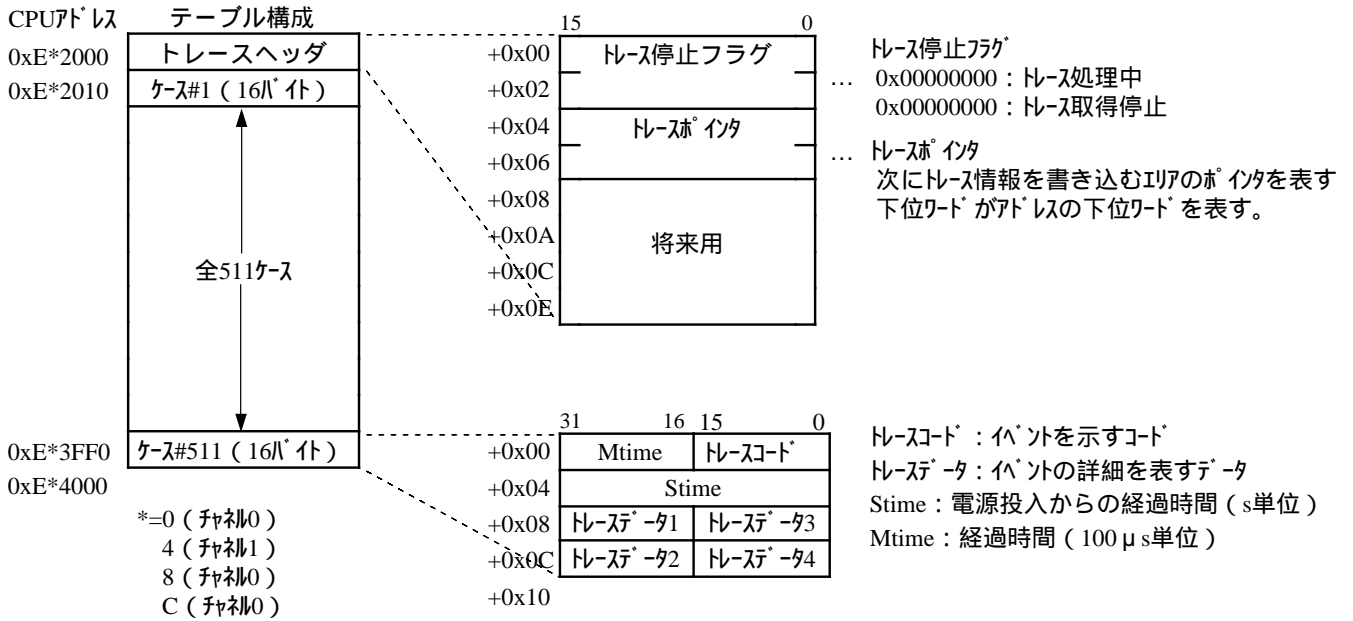 CPUｱﾄﾞﾚｽ
テーブル構成
0xE*2000
トレースヘッダ
0xE*2010
ｹｰｽ#1（16ﾊﾞｲﾄ）
全511ｹｰｽ
0xE*3FF0
ｹｰｽ#511（16ﾊﾞｲﾄ）
0xE*4000
*=0（ﾁｬﾈﾙ0）
4（ﾁｬﾈﾙ1）
8（ﾁｬﾈﾙ0）
C（ﾁｬﾈﾙ0）
15 0
+0x00
ﾄﾚｰｽ停止フラグ
+0x02
+0x04
ﾄﾚｰｽﾎﾟｲﾝﾀ
+0x06
+0x08
+0x0A
将来用
+0x0C
+0x0E
ﾄﾚｰｽ停止ﾌﾗｸﾞ
… 0x00000000：ﾄﾚｰｽ処理中
0x00000000：ﾄﾚｰｽ取得停止
… ﾄﾚｰｽﾎﾟｲﾝﾀ
次にﾄﾚｰｽ情報を書き込むｴﾘｱのﾎﾟｲﾝﾀを表す
下位ﾜｰﾄﾞがｱﾄﾞﾚｽの下位ﾜｰﾄﾞを表す。
31 16 15 0
+0x00 Mtime ﾄﾚｰｽｺｰﾄﾞ
+0x04 Stime
+0x08 ﾄﾚｰｽﾃﾞｰﾀ1 ﾄﾚｰｽﾃﾞｰﾀ3
+0x0C ﾄﾚｰｽﾃﾞｰﾀ2 ﾄﾚｰｽﾃﾞｰﾀ4
+0x10
ﾄﾚｰｽｺｰﾄﾞ：ｲﾍﾞﾝﾄを示すｺｰﾄﾞ
ﾄﾚｰｽﾃﾞｰﾀ：ｲﾍﾞﾝﾄの詳細を表すﾃﾞｰﾀ
Stime：電源投入からの経過時間（s単位）
Mtime：経過時間（100μs単位）